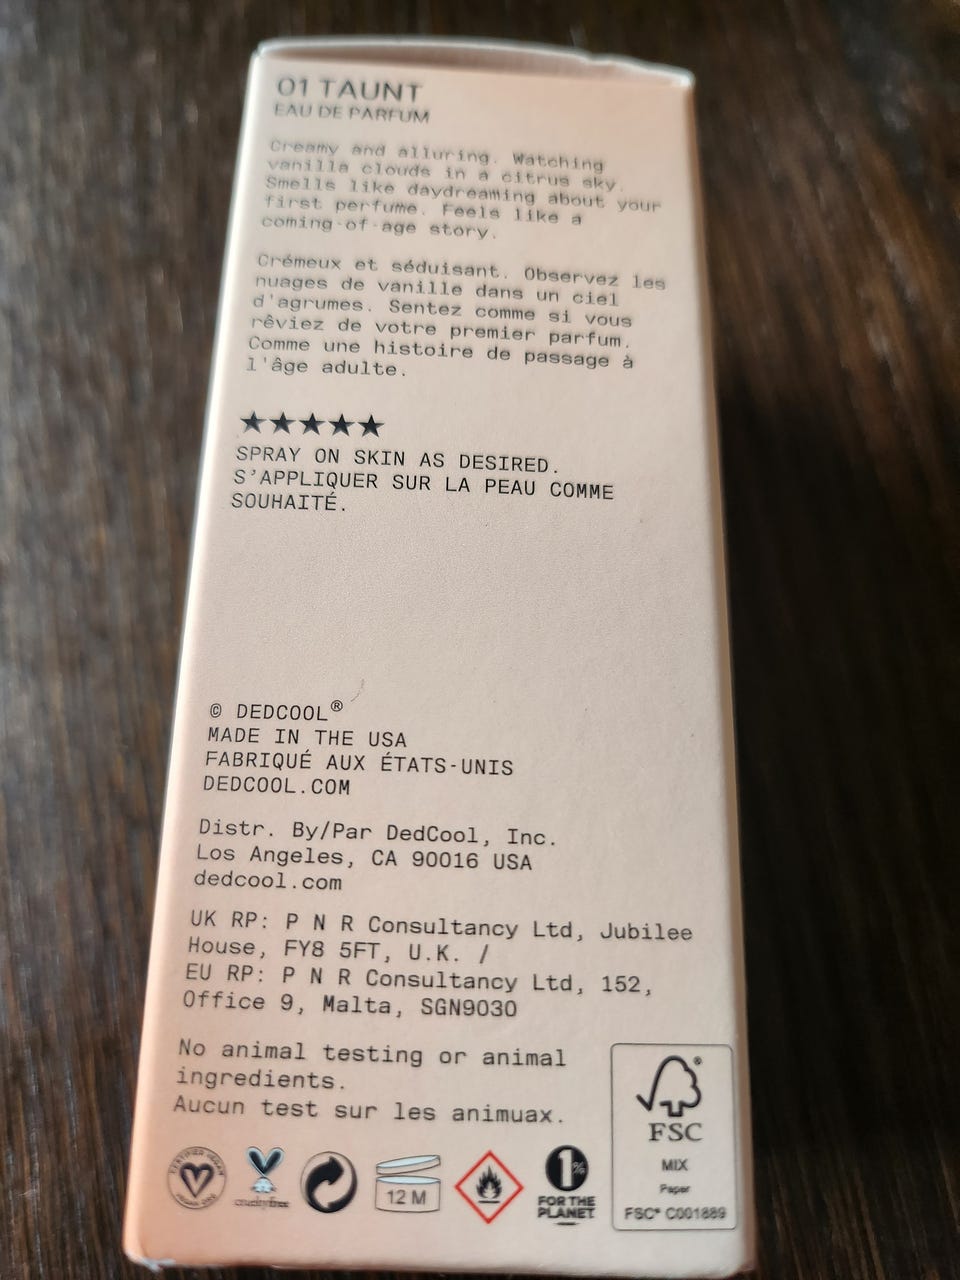 01 TAUNT
EAU DE PARFUM
Creamy and alluring. Watching
vanilla clouds in a citrus sky.
Smells like daydreaming about your
first perfume. Feels like a
coming-of-age story.
Crémeux et séduisant. Observez les
nuages de vanille dans un ciel
d'agrumes. Sentez comme si vous
rêviez de votre premier parfum.
Comme une histoire de passage à
l'âge adulte.
★★★★★
SPRAY ON SKIN AS DESIRED.
S'APPLIQUER SUR LA PEAU COMME
SOUHAITÉ.
© DEDCOOL®
MADE IN THE USA
FABRIQUÉ AUX ÉTATS-UNIS
DEDCOOL.COM
Distr. By/Par DedCool, Inc.
Los Angeles, CA 90016 USA
dedcool.com
UK RP: P N R Consultancy Ltd, Jubilee
House, FY8 5FT, U.K. /
EU RP: P N R Consultancy Ltd, 152,
Office 9, Malta, SGN9030
No animal testing or animal
ingredients.
Aucun test sur les animuax.
CERTIFIED VEGAN
VEGAN.ORG
crueltyfree
12 M
1%
FOR THE
PLANET
®
FSC
MIX
Paper
FSC® C001889